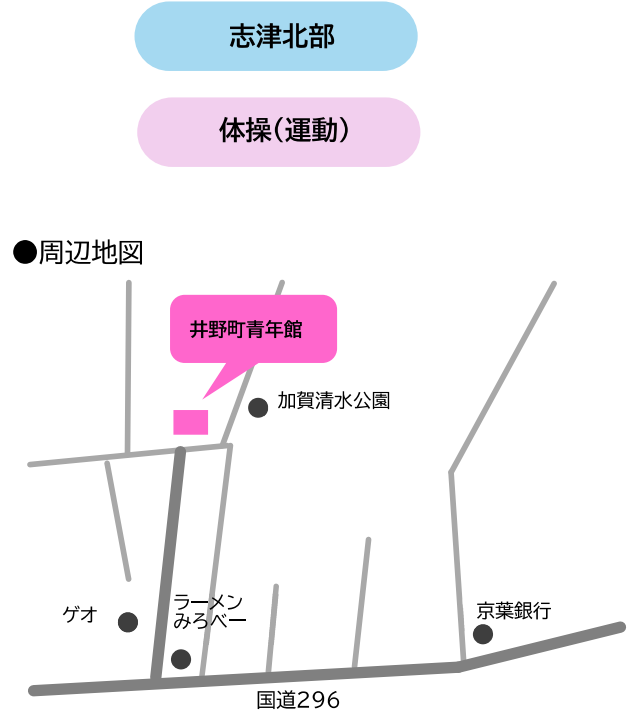 志津北部
体操(運動)
●周辺地図
井野町青年館
加賀清水公園
ゲオ
ラーメン
みろべー
京葉銀行
国道296